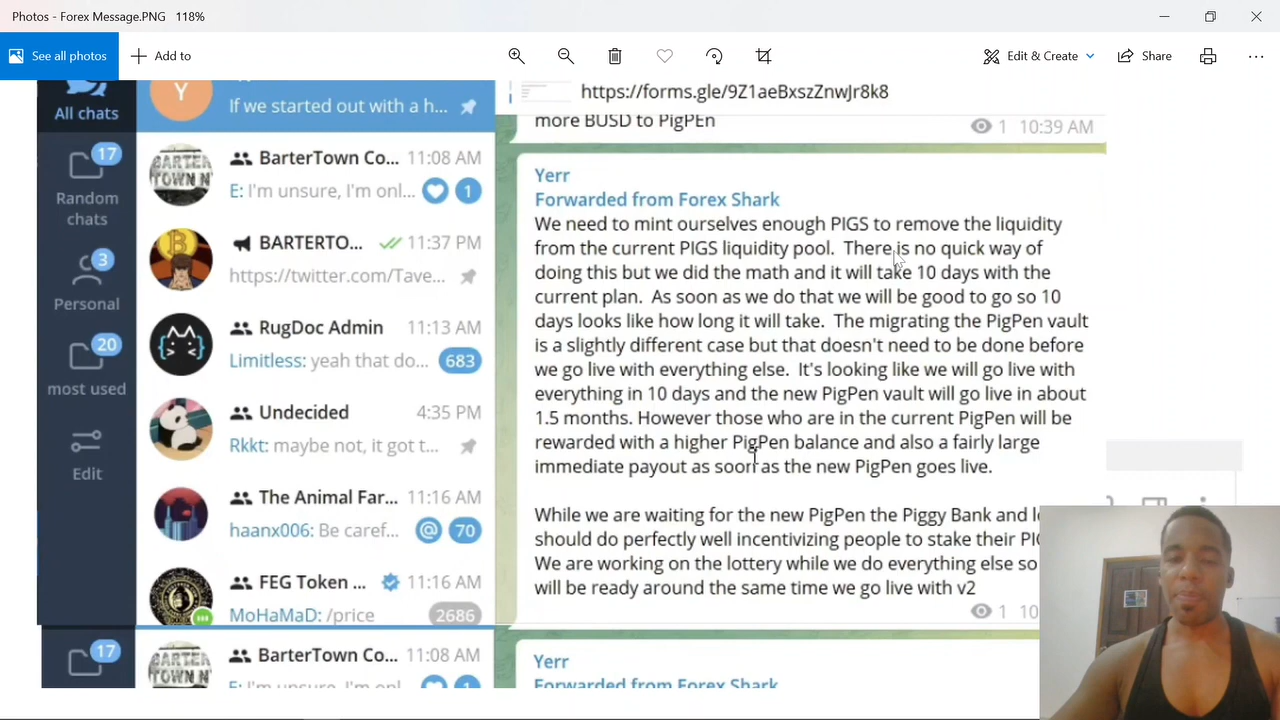 Photos - Forex Message.PNG 118%
See all photos
Add to
Edit & Create
Share
All chats
17
Random
chats
3
Personal
20
most used
Edit
17
Y
If we started out with a h...
BarterTown Co... 11:08 AM
E: I'm unsure, I'm onl... 1
BARTERTO... 11:37 PM
https://twitter.com/Tave...
RugDoc Admin 11:13 AM
Limitless: yeah that do... 683
Undecided 4:35 PM
Rkkt: maybe not, it got t...
The Animal Far... 11:16 AM
haanx006: Be caref... @ 70
FEG Token ... 11:16 AM
MoHaMaD: /price 2686
BarterTown Co... 11:08 AM
E: I'm unsure, I'm onl 1
https://forms.gle/9Z1aeBxszZnwJr8k8
more BUSD to PigPEn
1 10:39 AM
Yerr
Forwarded from Forex Shark
We need to mint ourselves enough PIGS to remove the liquidity
from the current PIGS liquidity pool. There is no quick way of
doing this but we did the math and it will take 10 days with the
current plan. As soon as we do that we will be good to go so 10
days looks like how long it will take. The migrating the PigPen vault
is a slightly different case but that doesn't need to be done before
we go live with everything else. It's looking like we will go live with
everything in 10 days and the new PigPen vault will go live in about
1.5 months. However those who are in the current PigPen will be
rewarded with a higher PigPen balance and also a fairly large
immediate payout as soon as the new PigPen goes live.
While we are waiting for the new PigPen the Piggy Bank and
should do perfectly well incentivizing people to stake their
We are working on the lottery while we do everything else so
will be ready around the same time we go live with v2
1 10
Yerr
Forwarded from Forex Shark